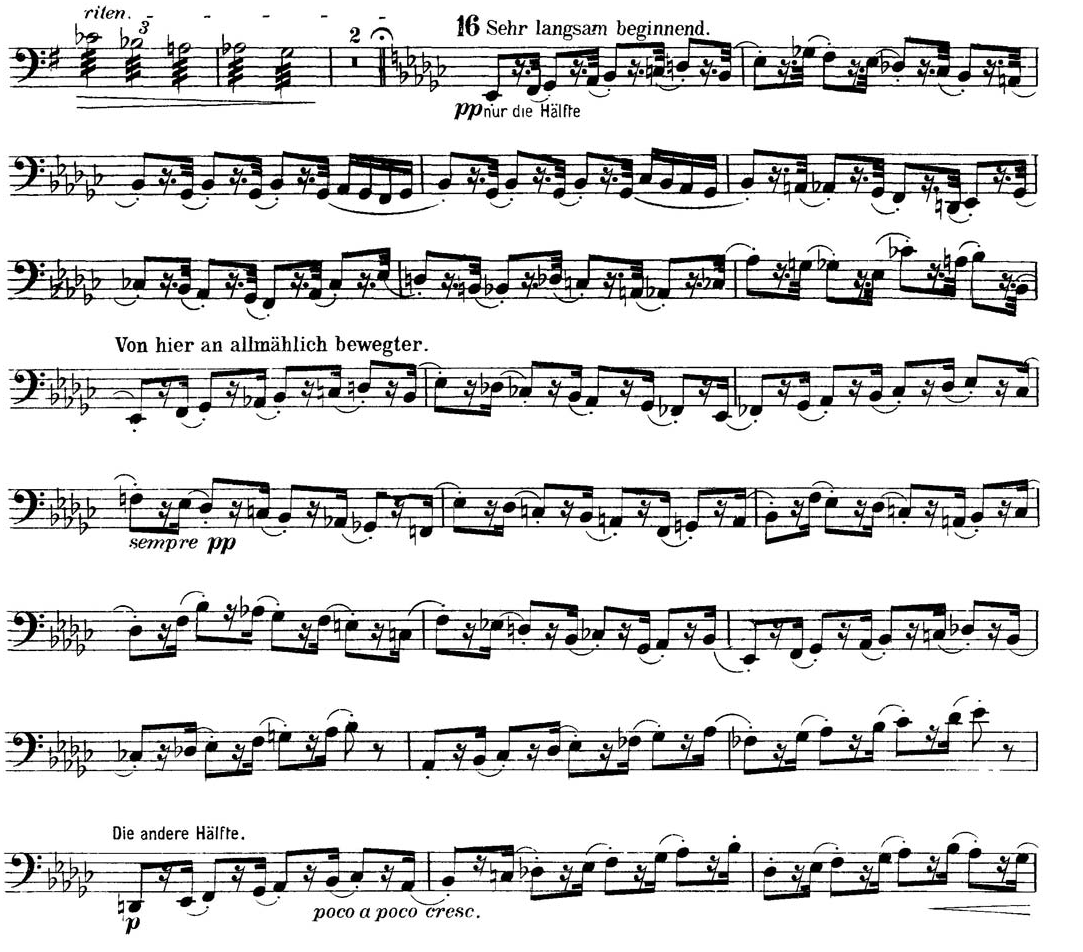 riten.
3
2
16 Sehr langsam beginnend.
pp nur die Hälfte
Von hier an allmählich bewegter.
sempre pp
Die andere Hälfte.
p
poco a poco cresc.